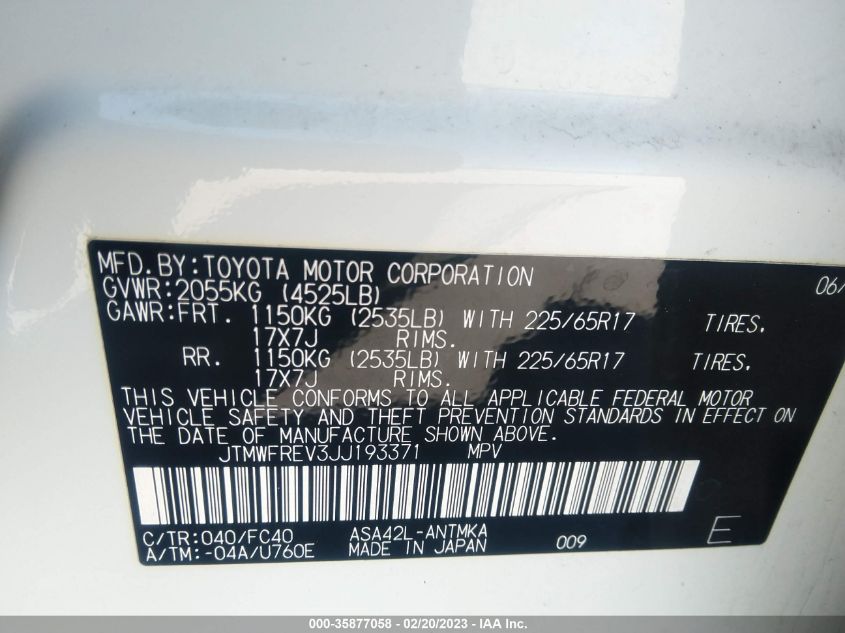 MFD.BY:TOYOTA MOTOR CORPORATION 06/
GVWR:2055KG (4525LB)
GAWR:FRT. 1150KG (2535LB) WITH 225/65R17 TIRES.
17X7J RIMS.
RR. 1150KG (2535LB) WITH 225/65R17 TIRES.
17X7J RIMS.
THIS VEHICLE CONFORMS TO ALL APPLICABLE FEDERAL MOTOR
VEHICLE SAFETY AND THEFT PREVENTION STANDARDS IN EFFECT ON
THE DATE OF MANUFACTURE SHOWN ABOVE.
JTMWFREV3JJ193371 MPV
C/TR:040/FC40 ASA42L-ANTMKA
A/TM:-04A/U760E MADE IN JAPAN 009 E
000-35877058 - 02/20/2023 - IAA Inc.